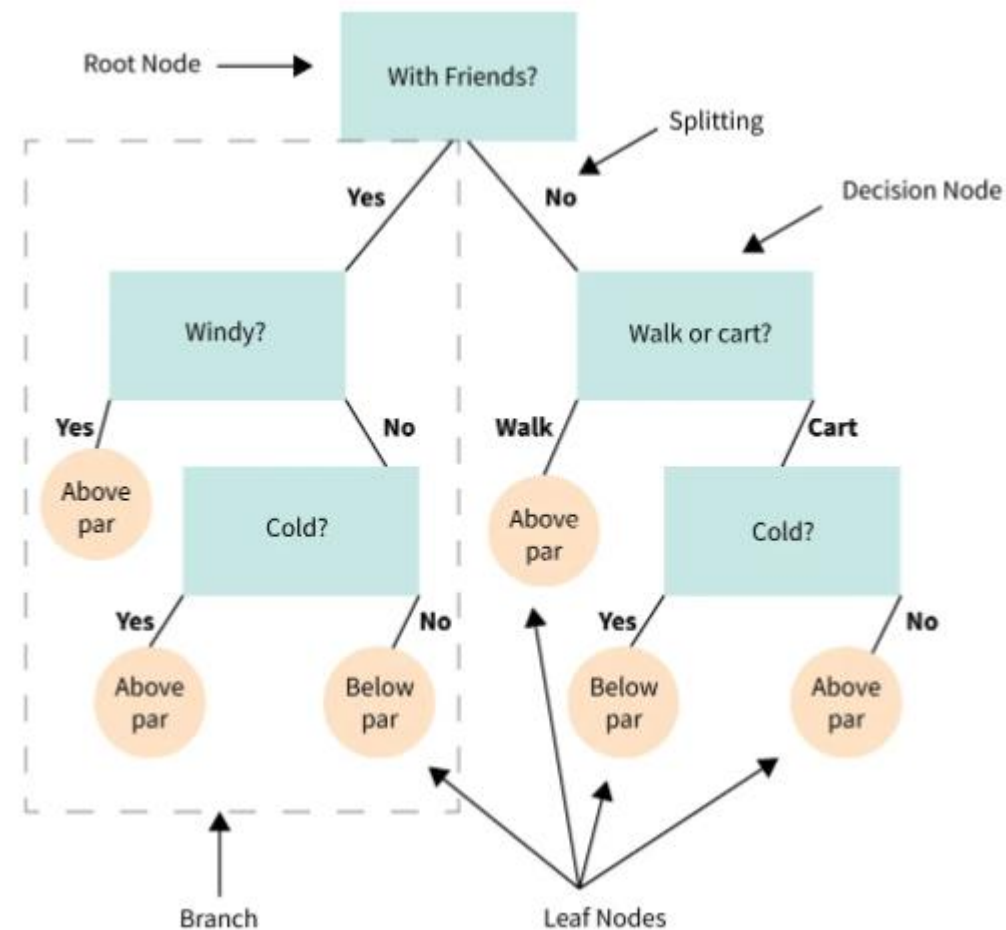 Root Node
With Friends?
Splitting
Yes
No
Decision Node
Windy?
Walk or cart?
Yes
No
Walk
Cart
Above
par
Cold?
Above
par
Cold?
Yes
No
Yes
No
Above
par
Below
par
Below
par
Above
par
Branch
Leaf Nodes